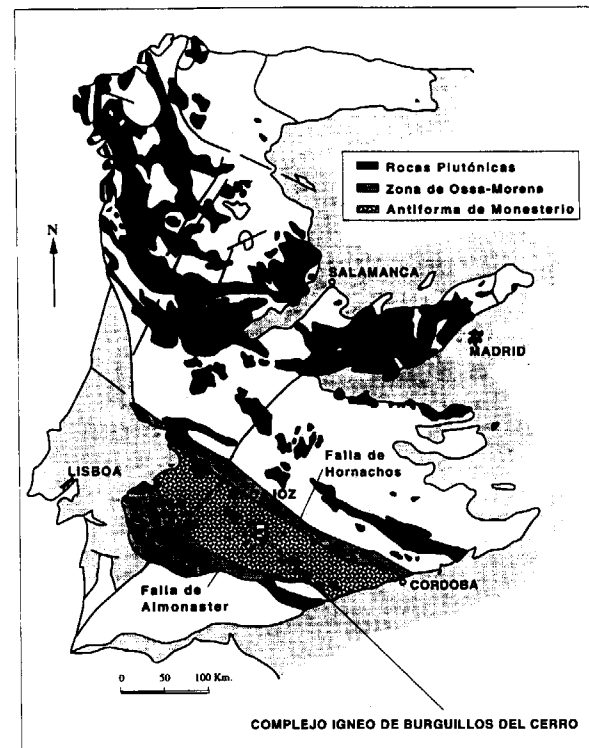 Rocas Plutónicas
Zona de Ossa-Morena
Antiforma de Monesterio
N
SALAMANCA
MADRID
Falla de
Hornachos
LISBOA
Falla de
Almonaster
CORDOBA
0 50 100 Km.
COMPLEJO IGNEO DE BURGUILLOS DEL CERRO